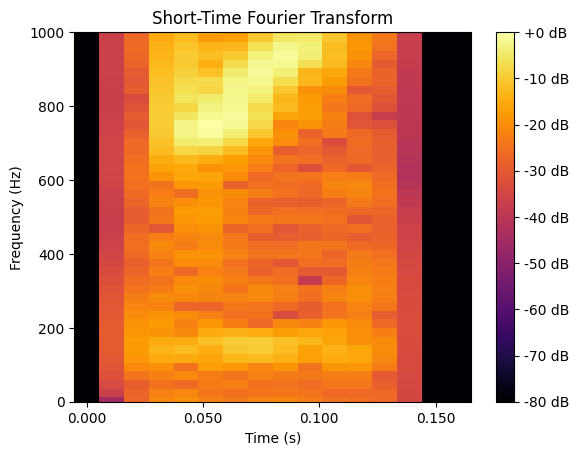 Short-Time Fourier Transform
1000
800
600
400
200
0
Frequency (Hz)
0.000
0.050
0.100
0.150
Time (s)
+0 dB
-10 dB
-20 dB
-30 dB
-40 dB
-50 dB
-60 dB
-70 dB
-80 dB